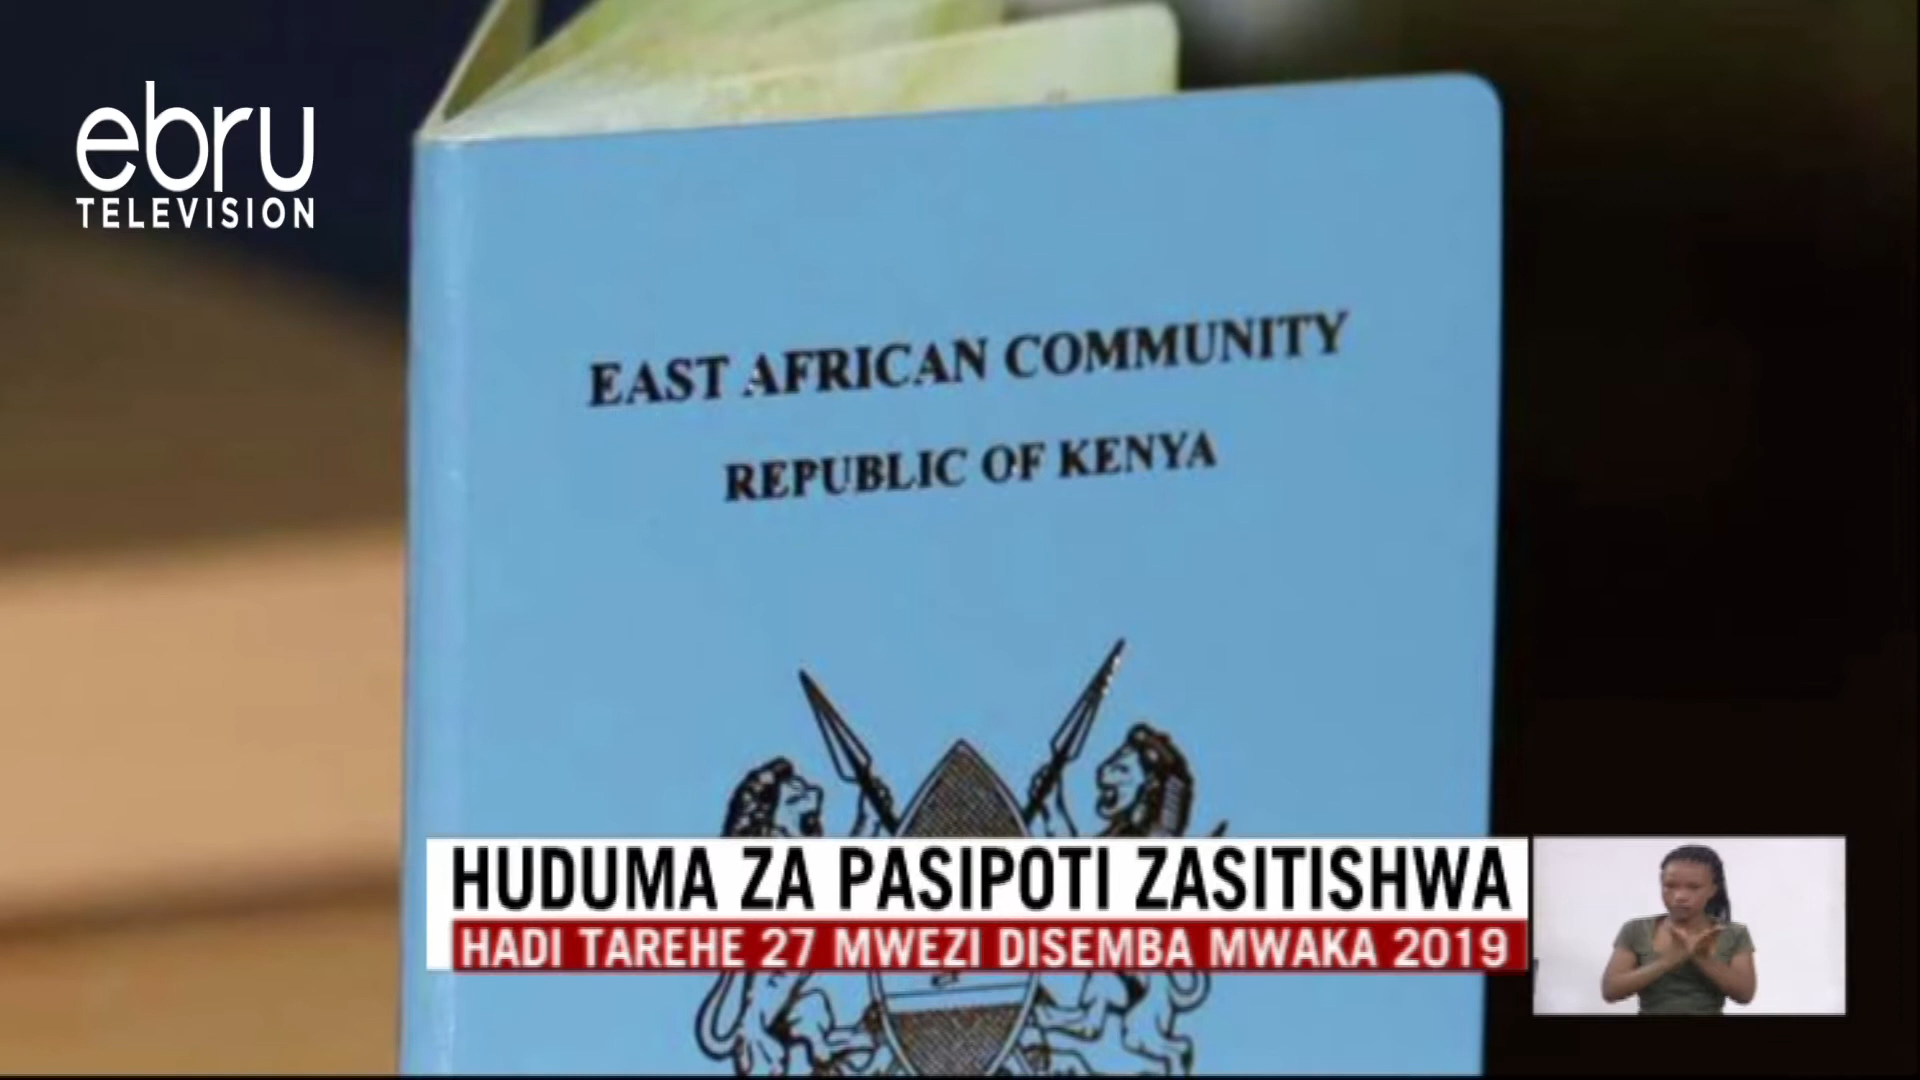 ebru
TELEVISION
EAST AFRICAN COMMUNITY
REPUBLIC OF KENYA
HUDUMA ZA PASIPOTI ZASITISHWA
HADI TAREHE 27 MWEZI DISEMBA MWAKA 2019